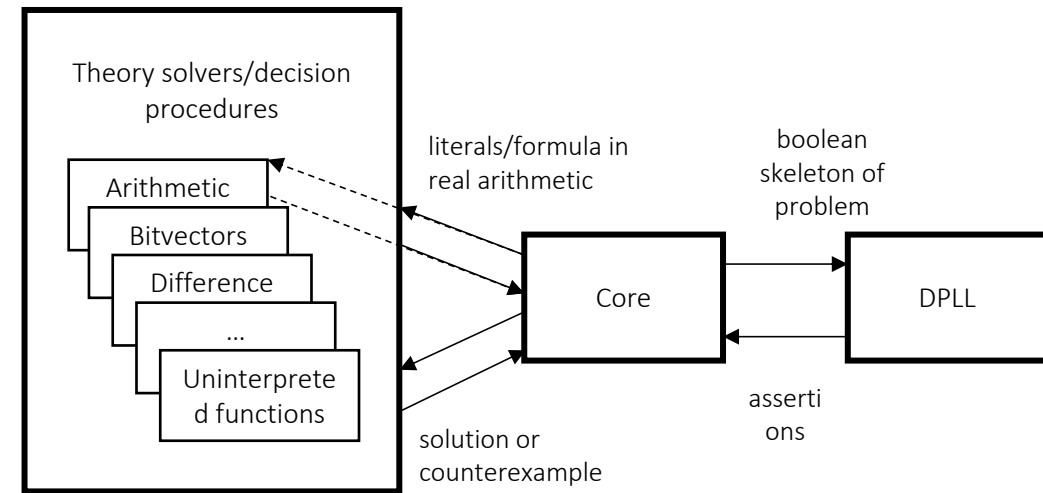 Theory solvers/decision
procedures
Arithmetic
Bitvectors
Difference
...
Uninterprete
d functions
literals/formula in
real arithmetic
solution or
counterexample
Core
boolean
skeleton of
problem
asserti
ons
DPLL